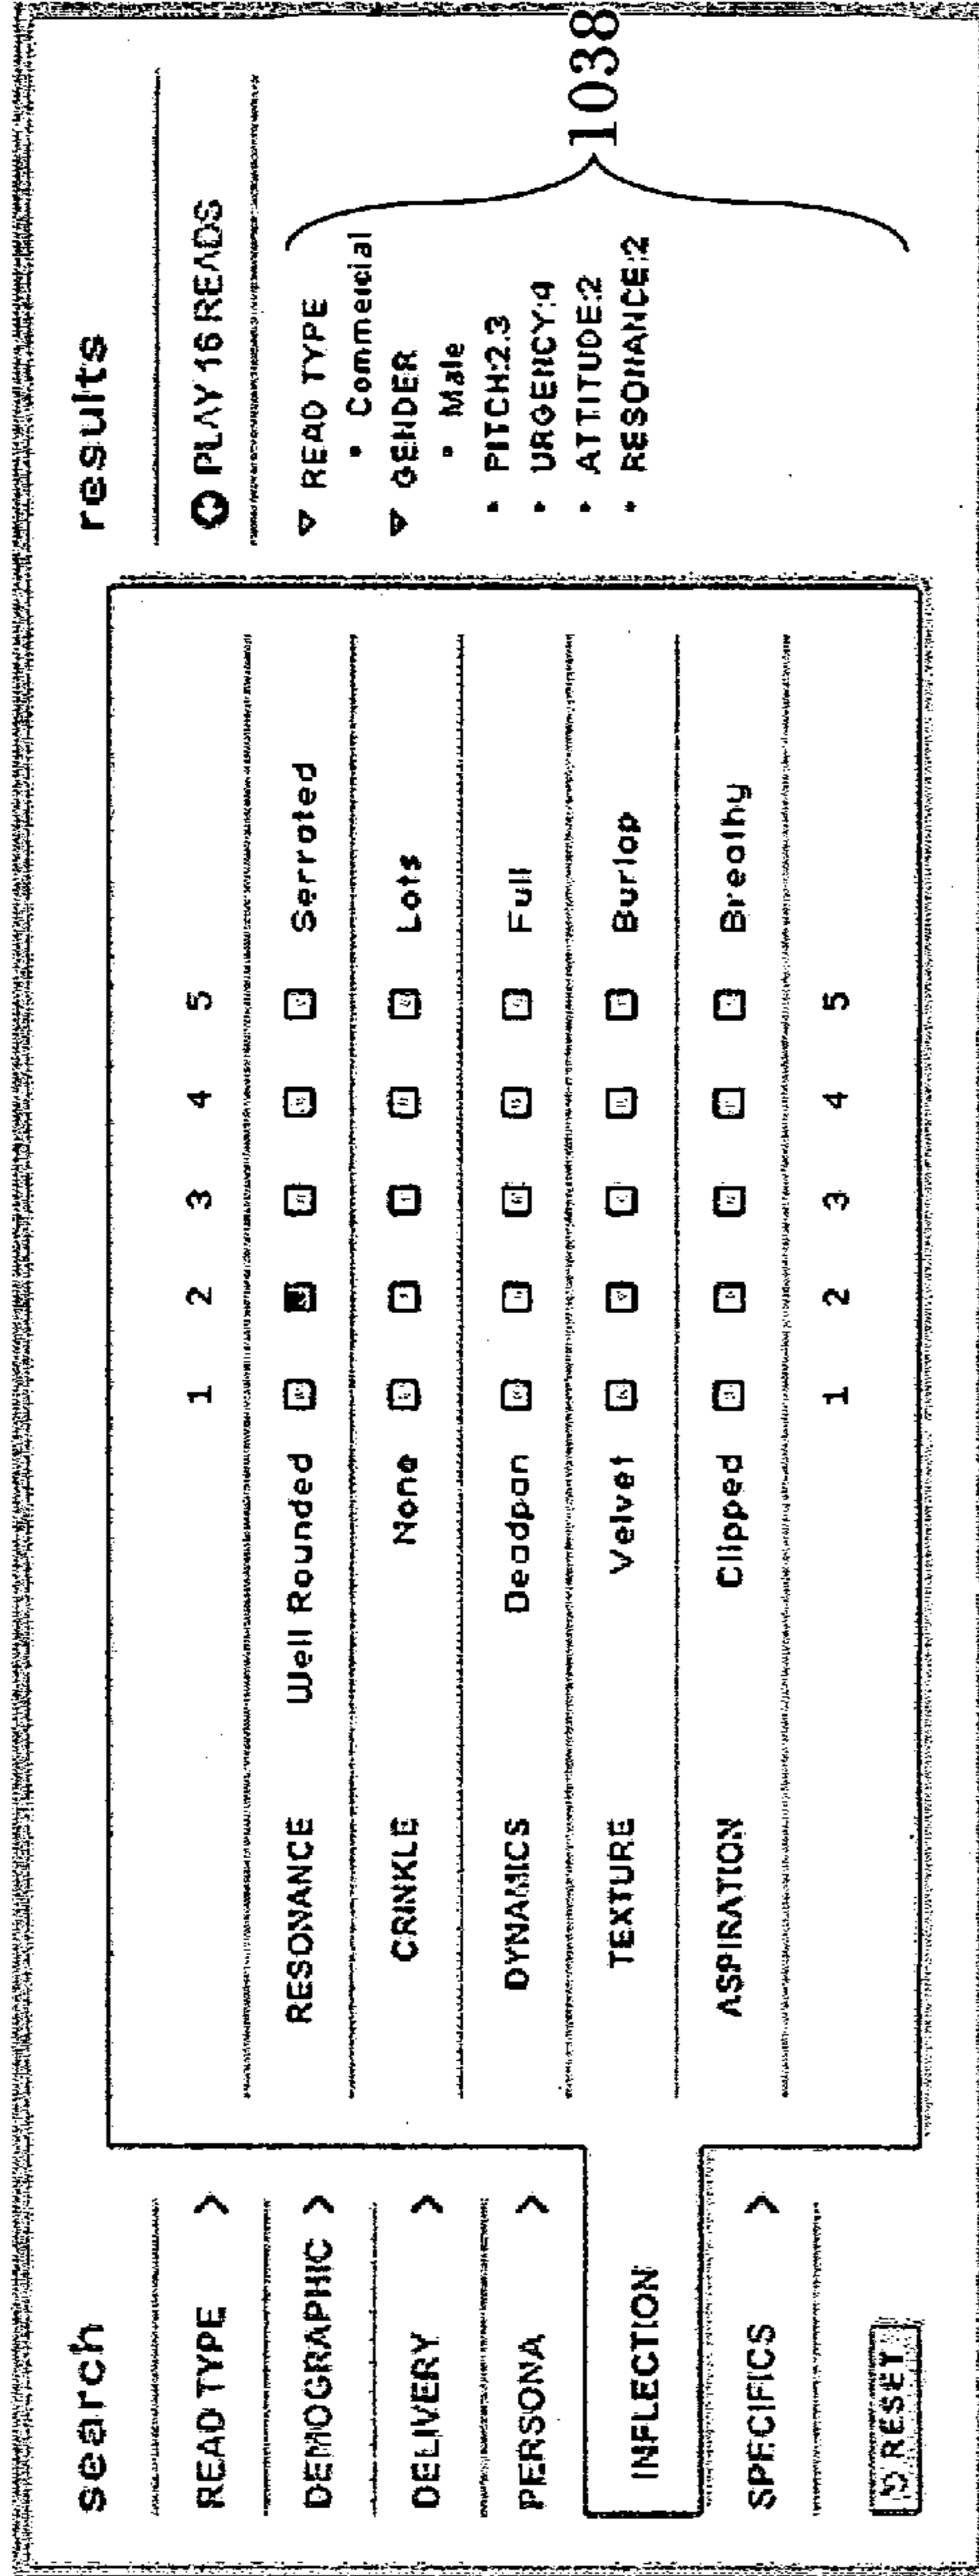 search
READ TYPE >
DEMOGRAPHIC >
DELIVERY >
PERSONA >
INFLECTION
SPECIFICS >
RESET
1 2 3 4 5
RESONANCE Well Rounded Serrated
CRINKLE None Lots
DYNAMICS Deadpan Full
TEXTURE Velvet Burlap
ASPIRATION Clipped Breathy
1 2 3 4 5
results
PLAY 16 READS
▽ READ TYPE
▪ Commercial
▽ GENDER
▪ Male
• PITCH:2.3
• URGENCY:4
• ATTITUDE:2
• RESONANCE:2
1038